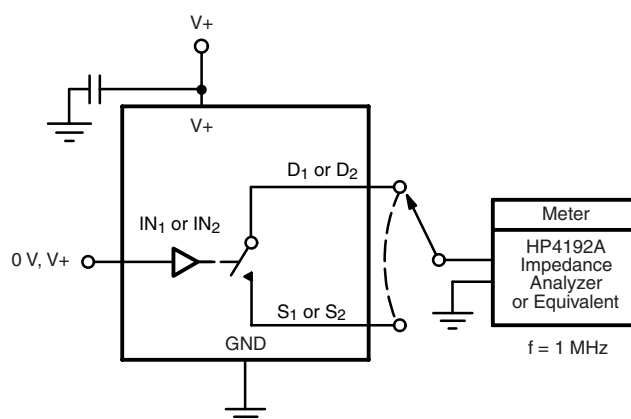 V+
V+
D1 or D2
IN1 or IN2
0 V, V+
S1 or S2
GND
Meter
HP4192A
Impedance
Analyzer
or Equivalent
f = 1 MHz